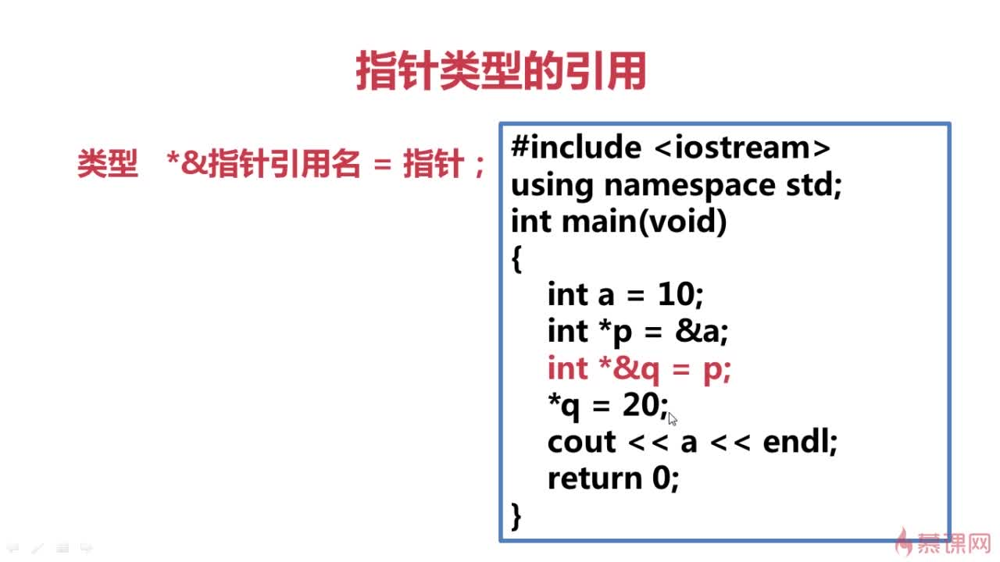 指针类型的引用
类型 *&指针引用名 = 指针；
#include <iostream>
using namespace std;
int main(void)
{
int a = 10;
int *p = &a;
int *&q = p;
*q = 20;
cout << a << endl;
return 0;
}
慕课网